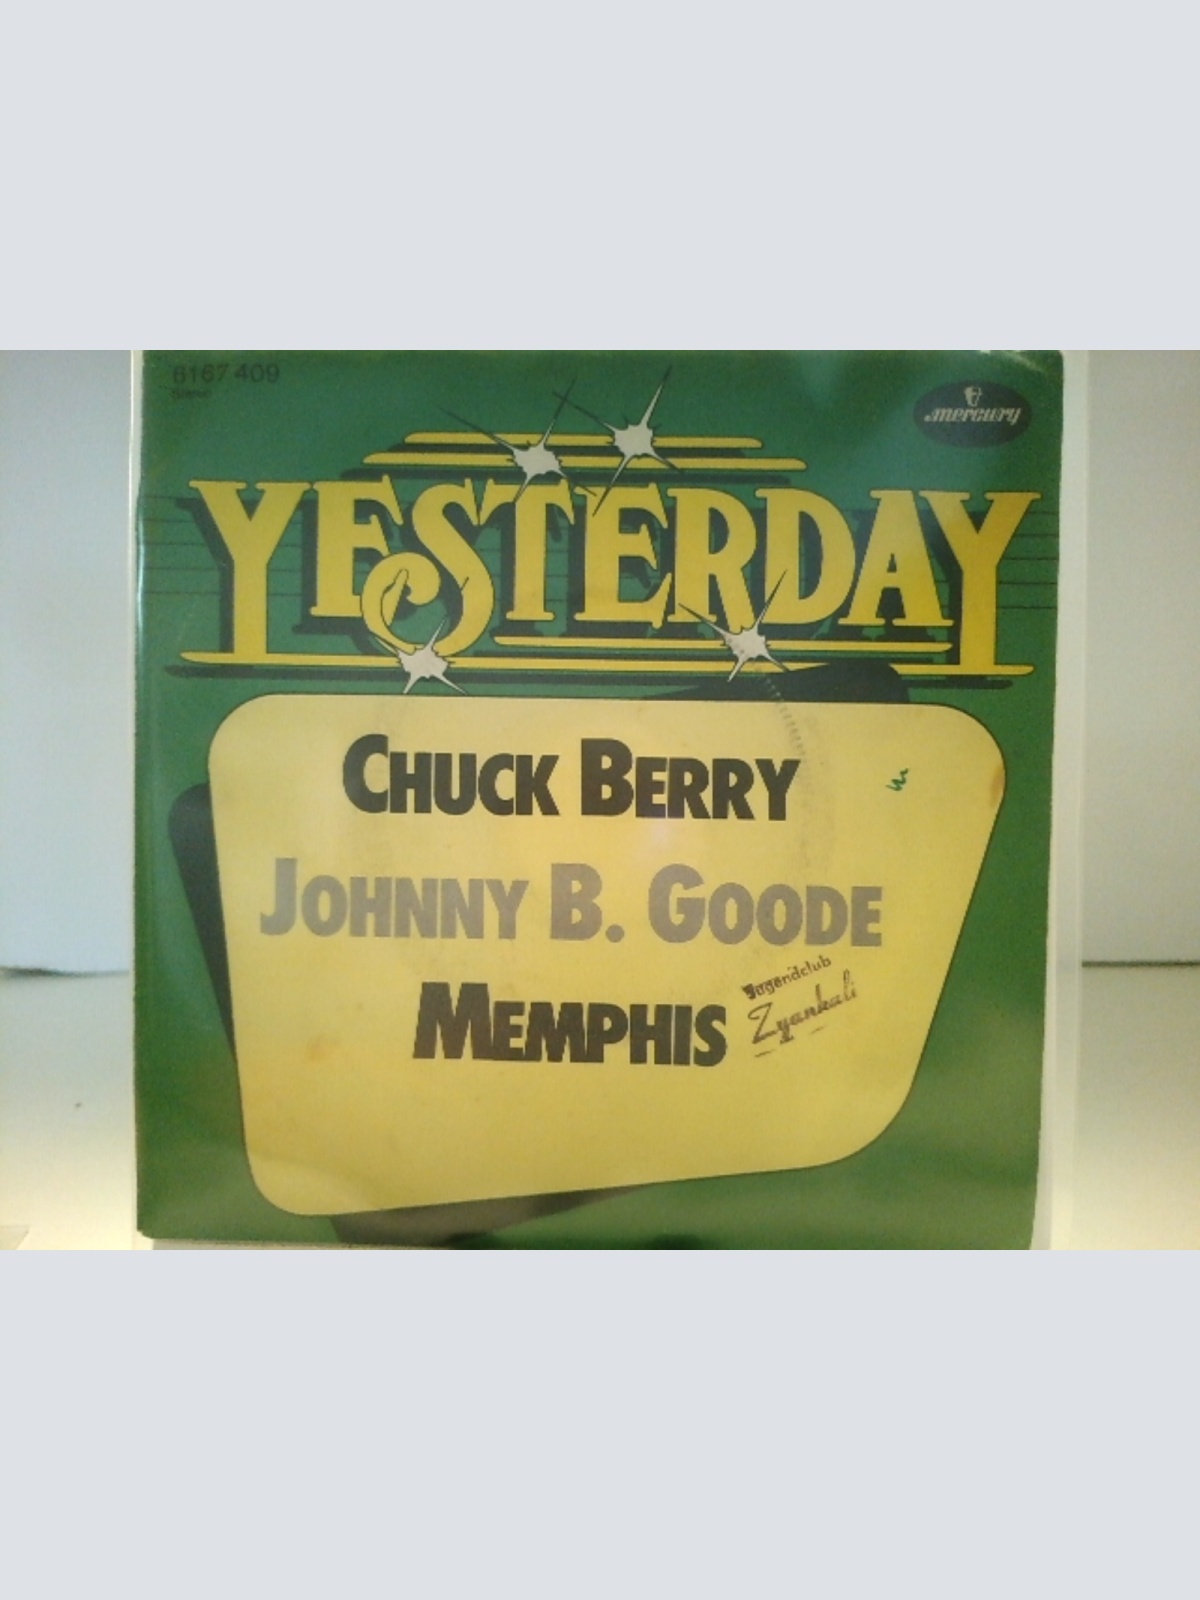 6167 409
Stereo
mercury
YESTERDAY
CHUCK BERRY
JOHNNY B. GOODE
MEMPHIS
Jugendclub
Zyankali